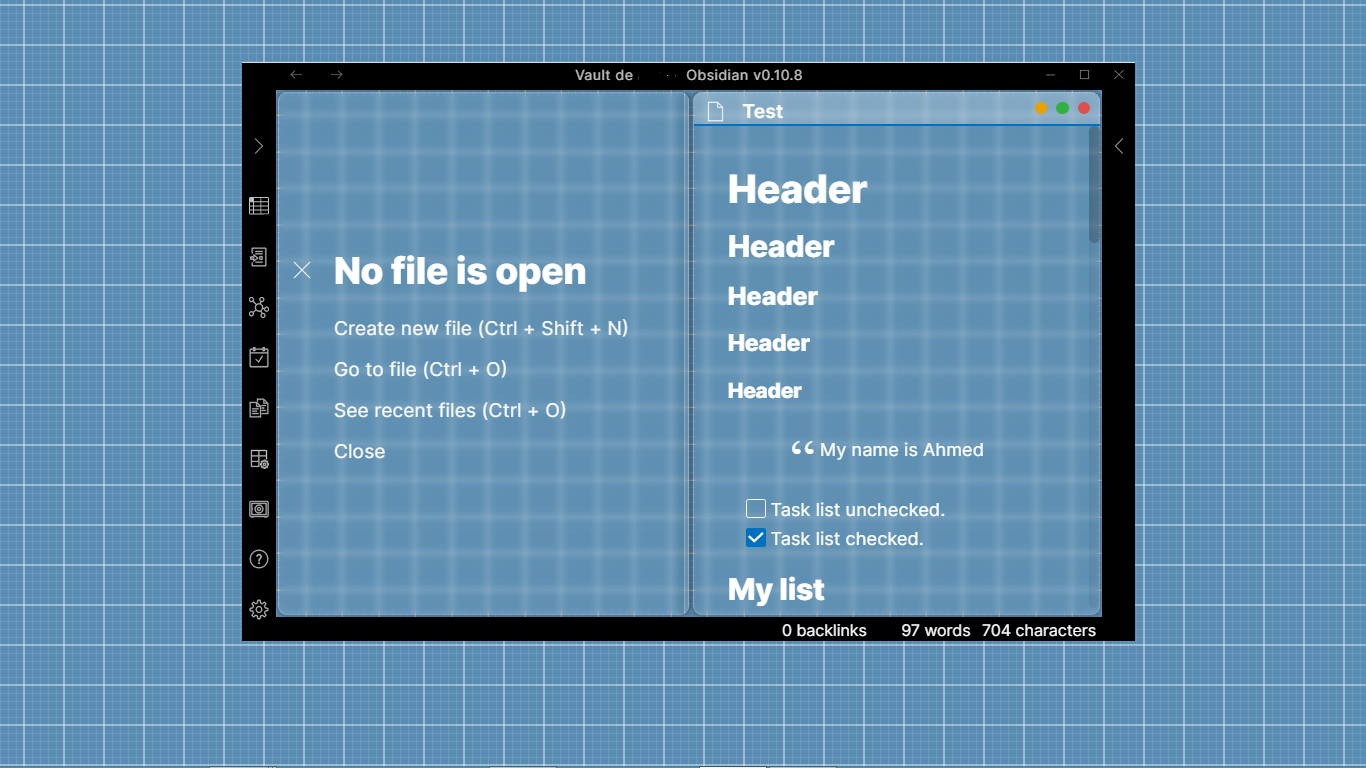 Vault de
Obsidian v0.10.8
No file is open
Create new file (Ctrl + Shift + N)
Go to file (Ctrl + O)
See recent files (Ctrl + O)
Close
Test
Header
Header
Header
Header
Header
“ My name is Ahmed
Task list unchecked.
Task list checked.
My list
0 backlinks 97 words 704 characters